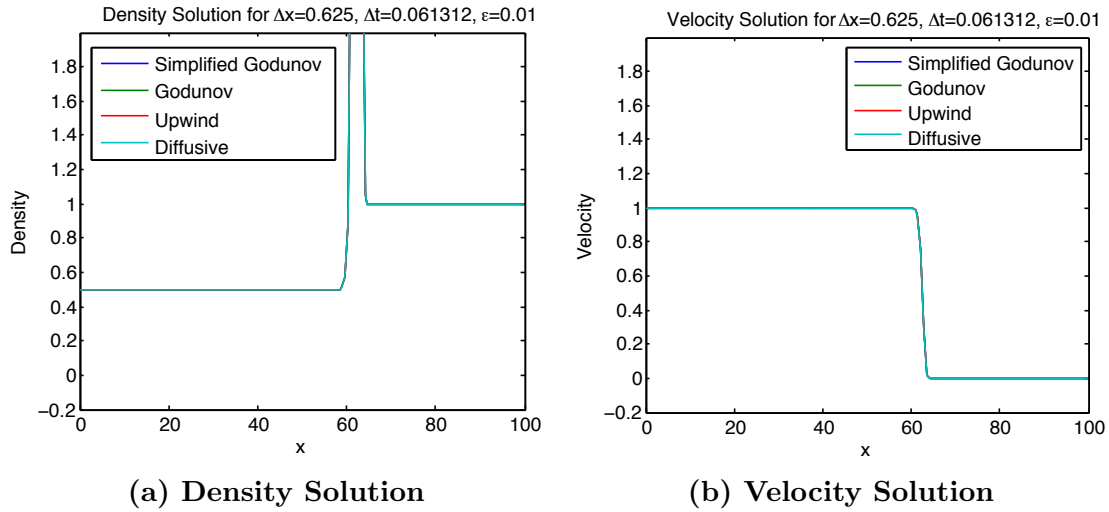 Density Solution for Δx=0.625, Δt=0.061312, ε=0.01
1.8
1.6
1.4
1.2
1
0.8
0.6
0.4
0.2
0
−0.2
Density
Simplified Godunov
Godunov
Upwind
Diffusive
0 20 40 60 80 100
x
(a) Density Solution
Velocity Solution for Δx=0.625, Δt=0.061312, ε=0.01
1.8
1.6
1.4
1.2
1
0.8
0.6
0.4
0.2
0
−0.2
Velocity
Simplified Godunov
Godunov
Upwind
Diffusive
0 20 40 60 80 100
x
(b) Velocity Solution